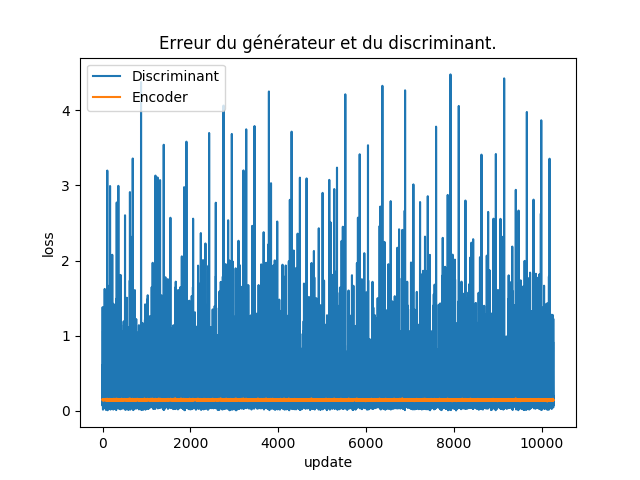 Erreur du générateur et du discriminant.
Discriminant
Encoder
loss
4
3
2
1
0
0 2000 4000 6000 8000 10000
update